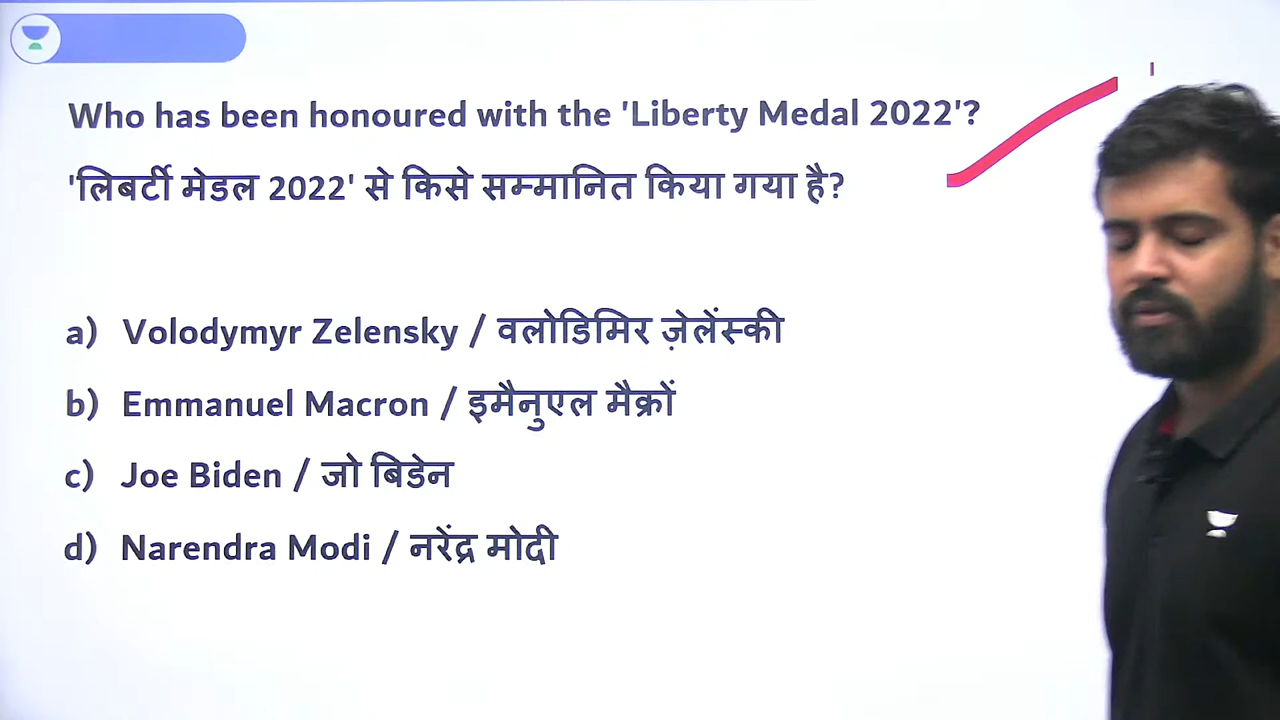 Who has been honoured with the 'Liberty Medal 2022'?
'लिबर्टी मेडल 2022' से किसे सम्मानित किया गया है?
a) Volodymyr Zelensky / वलोडिमिर ज़ेलेंस्की
b) Emmanuel Macron / इमैनुएल मैक्रों
c) Joe Biden / जो बिडेन
d) Narendra Modi / नरेंद्र मोदी